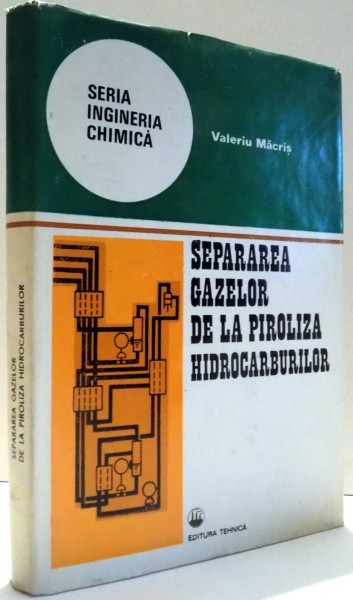 SERIA
INGINERIA
CHIMICĂ
Valeriu Măcriș
SEPARAREA
GAZELOR
DE LA PIROLIZA
HIDROCARBURILOR
EDITURA TEHNICĂ
SEPARAREA GAZELOR
DE LA PIROLIZA HIDROCARBURILOR